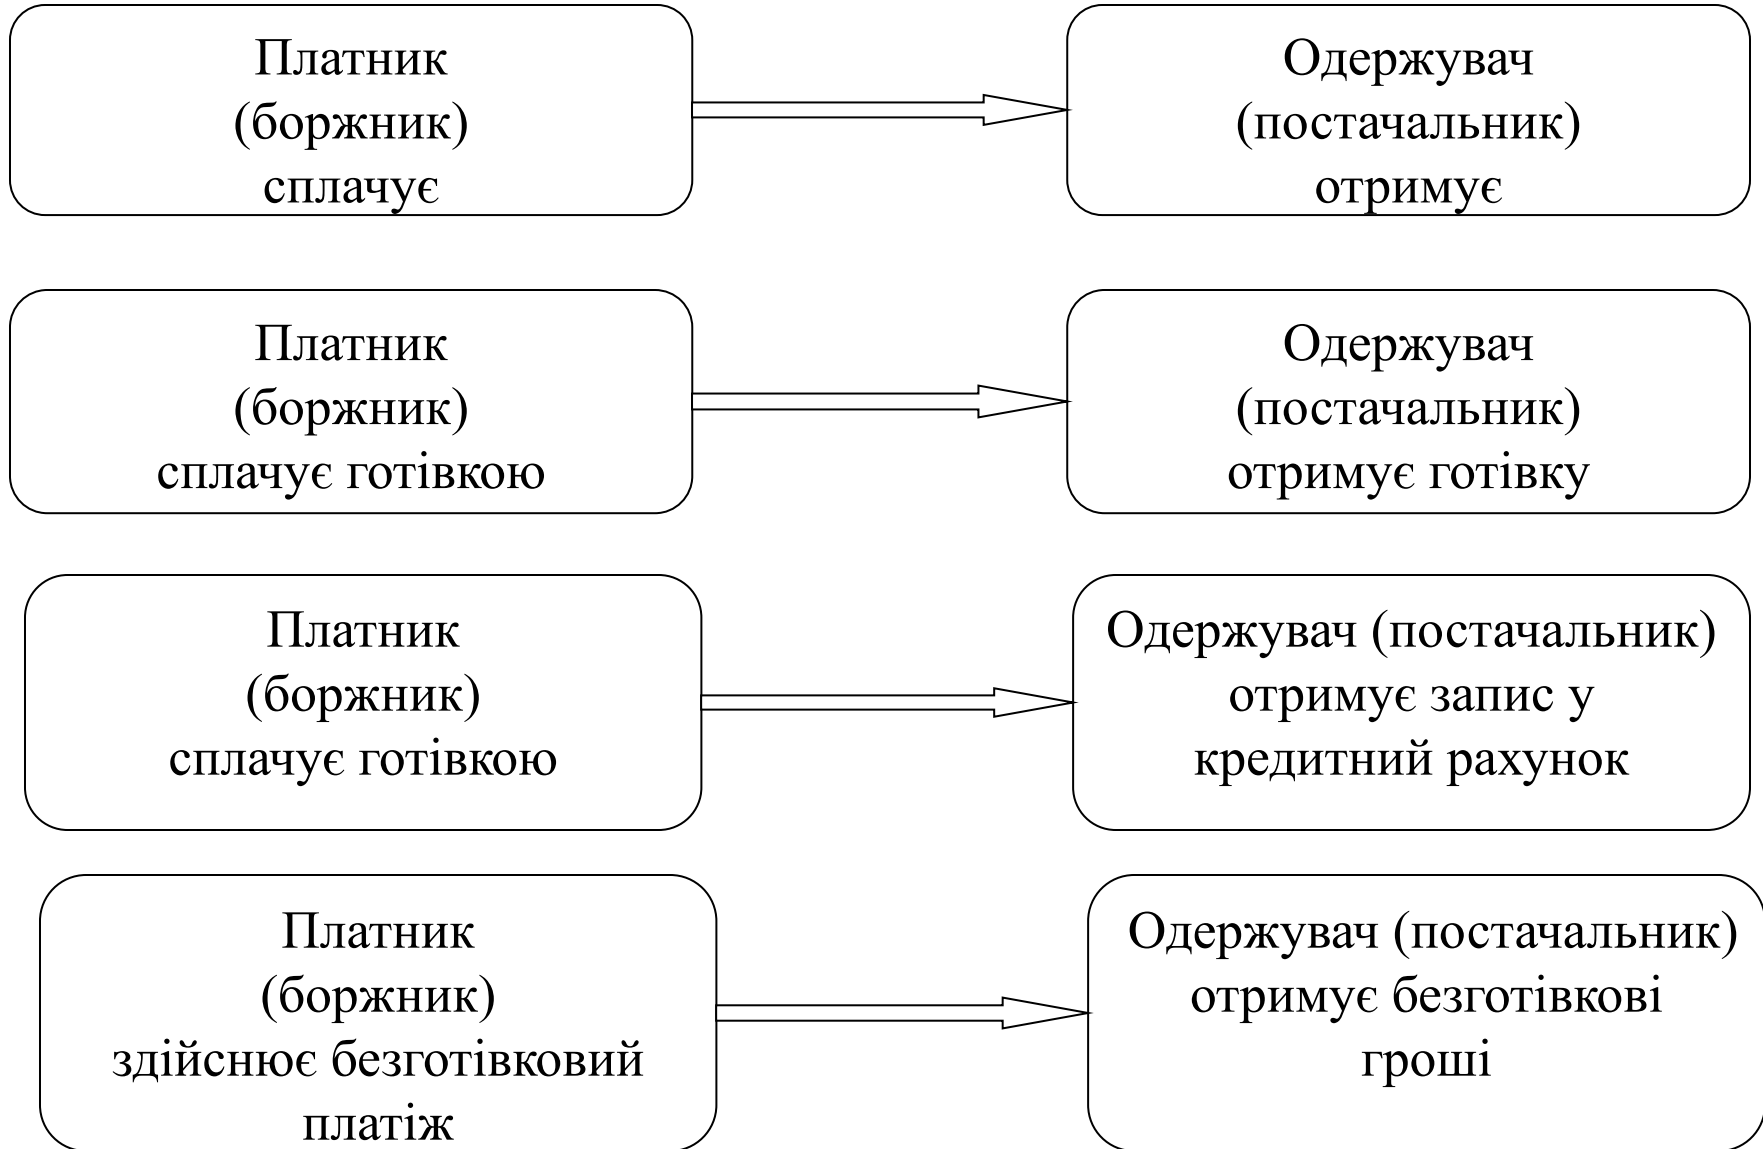 Платник
(боржник)
сплачує
Одержувач
(постачальник)
отримує
Платник
(боржник)
сплачує готівкою
Одержувач
(постачальник)
отримує готівку
Платник
(боржник)
сплачує готівкою
Одержувач (постачальник)
отримує запис у
кредитний рахунок
Платник
(боржник)
здійснює безготівковий
платіж
Одержувач (постачальник)
отримує безготівкові
гроші